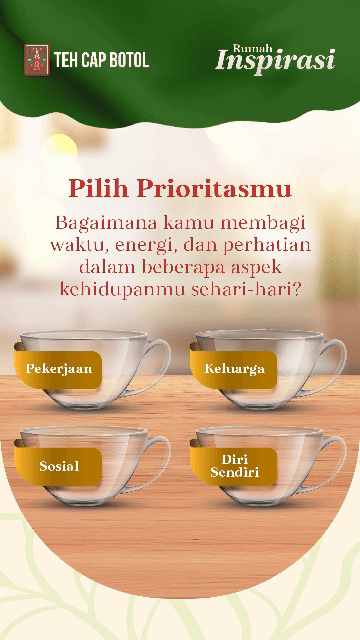 TEH CAP BOTOL
Rumah
Inspirasi
Pilih Prioritasmu
Bagaimana kamu membagi
waktu, energi, dan perhatian
dalam beberapa aspek
kehidupanmu sehari-hari?
Pekerjaan
Keluarga
Sosial
Diri
Sendiri